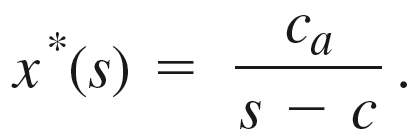 x*(s) = c_a / (s − c).